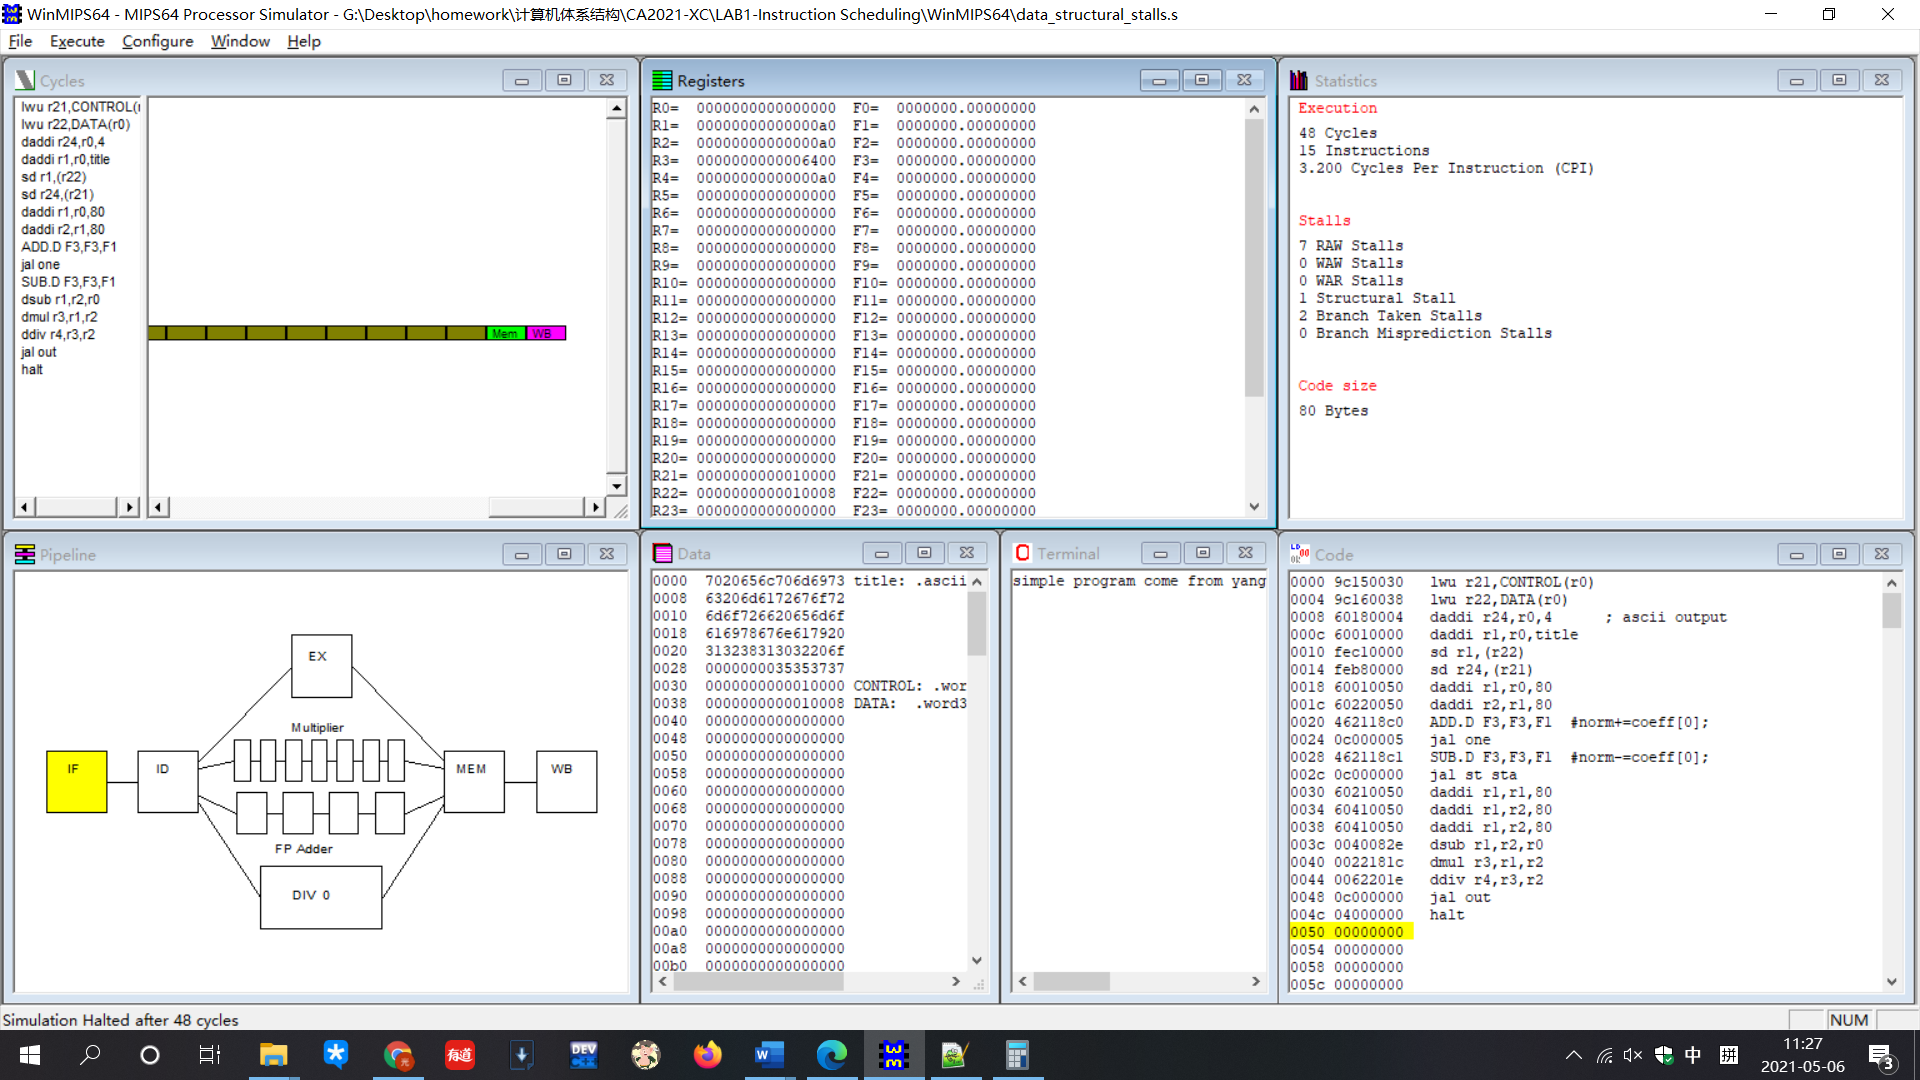 WinMIPS64 - MIPS64 Processor Simulator - G:\Desktop\homework\计算机体系结构\CA2021-XC\LAB1-Instruction Scheduling\WinMIPS64\data_structural_stalls.s
File Execute Configure Window Help
Cycles
lwu r21,CONTROL(r
lwu r22,DATA(r0)
daddi r24,r0,4
daddi r1,r0,title
sd r1,(r22)
sd r24,(r21)
daddi r1,r0,80
daddi r2,r1,80
ADD.D F3,F3,F1
jal one
SUB.D F3,F3,F1
dsub r1,r2,r0
dmul r3,r1,r2
ddiv r4,r3,r2
jal out
halt
Mem WB
Registers
R0= 0000000000000000 F0= 0000000.00000000
R1= 00000000000000a0 F1= 0000000.00000000
R2= 00000000000000a0 F2= 0000000.00000000
R3= 0000000000006400 F3= 0000000.00000000
R4= 00000000000000a0 F4= 0000000.00000000
R5= 0000000000000000 F5= 0000000.00000000
R6= 0000000000000000 F6= 0000000.00000000
R7= 0000000000000000 F7= 0000000.00000000
R8= 0000000000000000 F8= 0000000.00000000
R9= 0000000000000000 F9= 0000000.00000000
R10= 0000000000000000 F10= 0000000.00000000
R11= 0000000000000000 F11= 0000000.00000000
R12= 0000000000000000 F12= 0000000.00000000
R13= 0000000000000000 F13= 0000000.00000000
R14= 0000000000000000 F14= 0000000.00000000
R15= 0000000000000000 F15= 0000000.00000000
R16= 0000000000000000 F16= 0000000.00000000
R17= 0000000000000000 F17= 0000000.00000000
R18= 0000000000000000 F18= 0000000.00000000
R19= 0000000000000000 F19= 0000000.00000000
R20= 0000000000000000 F20= 0000000.00000000
R21= 0000000000010000 F21= 0000000.00000000
R22= 0000000000010008 F22= 0000000.00000000
R23= 0000000000000000 F23= 0000000.00000000
Statistics
Execution
48 Cycles
15 Instructions
3.200 Cycles Per Instruction (CPI)
Stalls
7 RAW Stalls
0 WAW Stalls
0 WAR Stalls
1 Structural Stall
2 Branch Taken Stalls
0 Branch Misprediction Stalls
Code size
80 Bytes
Pipeline
EX
Multiplier
IF ID MEM WB
FP Adder
DIV 0
Data
0000 7020656c706d6973 title: .ascii
0008 63206d6172676f72
0010 6d6f726620656d6f
0018 616978676e617920
0020 313238313032206f
0028 0000000035353737
0030 0000000000010000 CONTROL: .wor
0038 0000000000010008 DATA: .word3
0040 0000000000000000
0048 0000000000000000
0050 0000000000000000
0058 0000000000000000
0060 0000000000000000
0068 0000000000000000
0070 0000000000000000
0078 0000000000000000
0080 0000000000000000
0088 0000000000000000
0090 0000000000000000
0098 0000000000000000
00a0 0000000000000000
00a8 0000000000000000
00b0 0000000000000000
Terminal
simple program come from yang
Code
0000 9c150030 lwu r21,CONTROL(r0)
0004 9c160038 lwu r22,DATA(r0)
0008 60180004 daddi r24,r0,4 ; ascii output
000c 60010000 daddi r1,r0,title
0010 fec10000 sd r1,(r22)
0014 feb80000 sd r24,(r21)
0018 60010050 daddi r1,r0,80
001c 60220050 daddi r2,r1,80
0020 462118c0 ADD.D F3,F3,F1 #norm+=coeff[0];
0024 0c000005 jal one
0028 462118c1 SUB.D F3,F3,F1 #norm-=coeff[0];
002c 0c000000 jal st sta
0030 60210050 daddi r1,r1,80
0034 60410050 daddi r1,r2,80
0038 60410050 daddi r1,r2,80
003c 0040082e dsub r1,r2,r0
0040 0022181c dmul r3,r1,r2
0044 0062201e ddiv r4,r3,r2
0048 0c000000 jal out
004c 04000000 halt
0050 00000000
0054 00000000
0058 00000000
005c 00000000
Simulation Halted after 48 cycles
NUM
有道
DEV
中
拼
11:27
2021-05-06
3